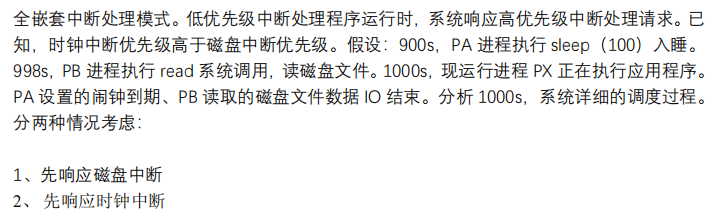 全嵌套中断处理模式。低优先级中断处理程序运行时，系统响应高优先级中断处理请求。已
知，时钟中断优先级高于磁盘中断优先级。假设：900s，PA 进程执行 sleep（100）入睡。
998s，PB 进程执行 read 系统调用，读磁盘文件。1000s，现运行进程 PX 正在执行应用程序。
PA 设置的闹钟到期、PB 读取的磁盘文件数据 IO 结束。分析 1000s，系统详细的调度过程。
分两种情况考虑：
1、先响应磁盘中断
2、 先响应时钟中断